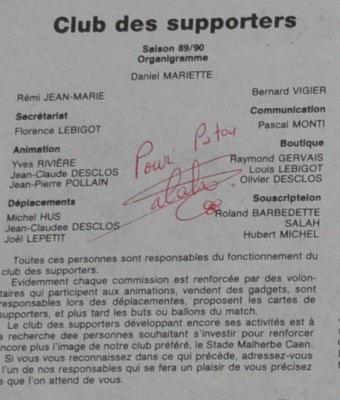 Club des supporters
Saison 89/90
Organigramme
Daniel MARIETTE
Rémi JEAN-MARIE
Bernard VIGIER
Secrétariat
Florence LEBIGOT
Communication
Pascal MONTI
Animation
Yves RIVIÈRE
Jean-Claude DESCLOS
Jean-Pierre POLLAIN
Boutique
Raymond GERVAIS
Louis LEBIGOT
Olivier DESCLOS
Déplacements
Michel HUS
Jean-Claudee DESCLOS
Joël LEPETIT
Souscripteion
Roland BARBEDETTE
SALAH
Hubert MICHEL
Pour
Toutes ces personnes sont responsables du fonctionnement du
club des supporters.
Evidemment chaque commission est renforcée par des volon-
taires qui participent aux animations, vendent des gadgets, sont
responsables lors des déplacements, proposent les cartes de
supporters, et plus tard les buts ou ballons du match.
Le club des supporters développant encore ses activités est à
la recherche dee personnes souhaitant s'investir pour renforcer
encore plus l'image de notre club préféré, le Stade Malherbe Caen.
Si vous vous reconnaissez dans ce qui précède, adressez-vous
à l'un de nos responsables qui se fera un plaisir de vous précisez
ce que l'on attend de vous.